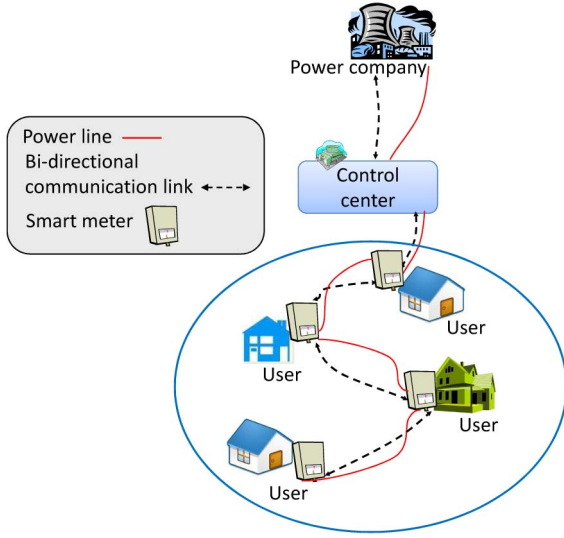 Power company
Power line
Bi-directional
communication link
Smart meter
Control
center
User
User
User
User